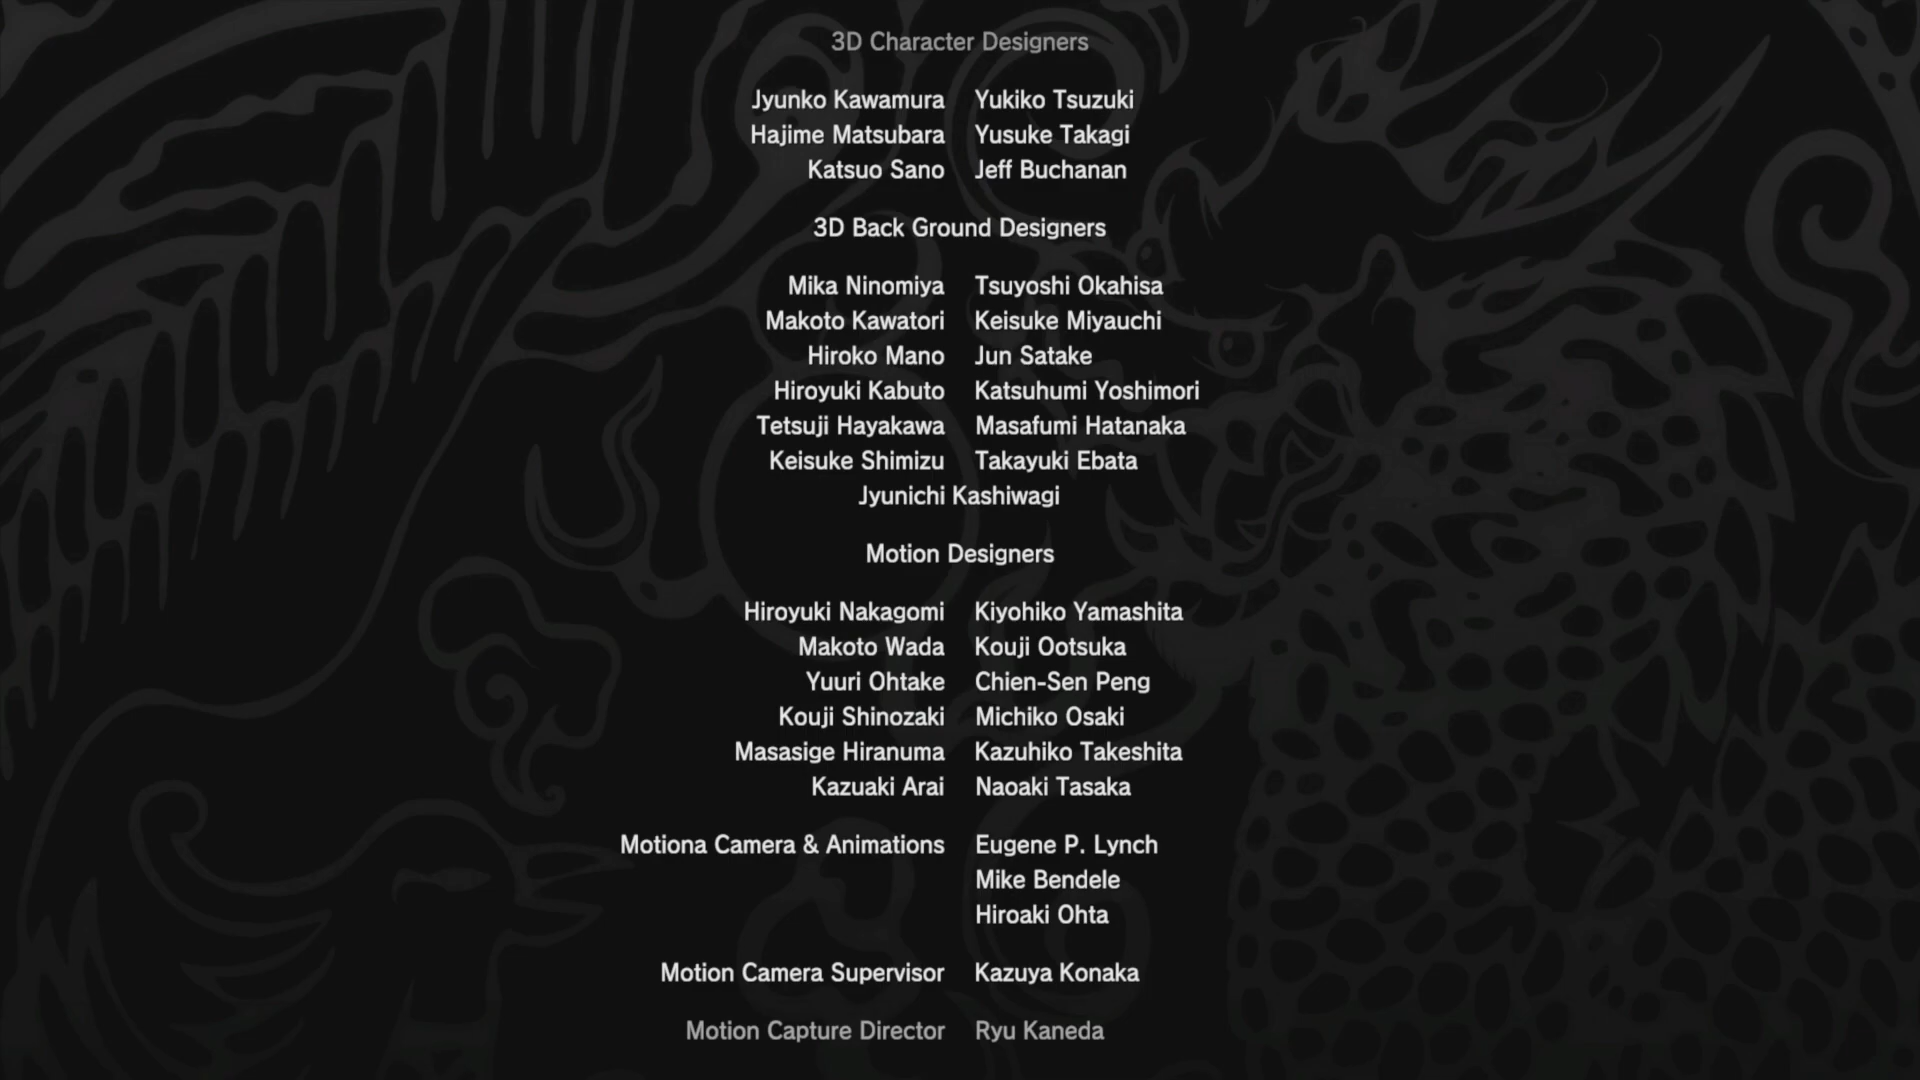 3D Character Designers
Jyunko Kawamura Yukiko Tsuzuki
Hajime Matsubara Yusuke Takagi
Katsuo Sano Jeff Buchanan
3D Back Ground Designers
Mika Ninomiya Tsuyoshi Okahisa
Makoto Kawatori Keisuke Miyauchi
Hiroko Mano Jun Satake
Hiroyuki Kabuto Katsuhumi Yoshimori
Tetsuji Hayakawa Masafumi Hatanaka
Keisuke Shimizu Takayuki Ebata
Jyunichi Kashiwagi
Motion Designers
Hiroyuki Nakagomi Kiyohiko Yamashita
Makoto Wada Kouji Ootsuka
Yuuri Ohtake Chien-Sen Peng
Kouji Shinozaki Michiko Osaki
Masasige Hiranuma Kazuhiko Takeshita
Kazuaki Arai Naoaki Tasaka
Motiona Camera & Animations Eugene P. Lynch
Mike Bendele
Hiroaki Ohta
Motion Camera Supervisor Kazuya Konaka
Motion Capture Director Ryu Kaneda